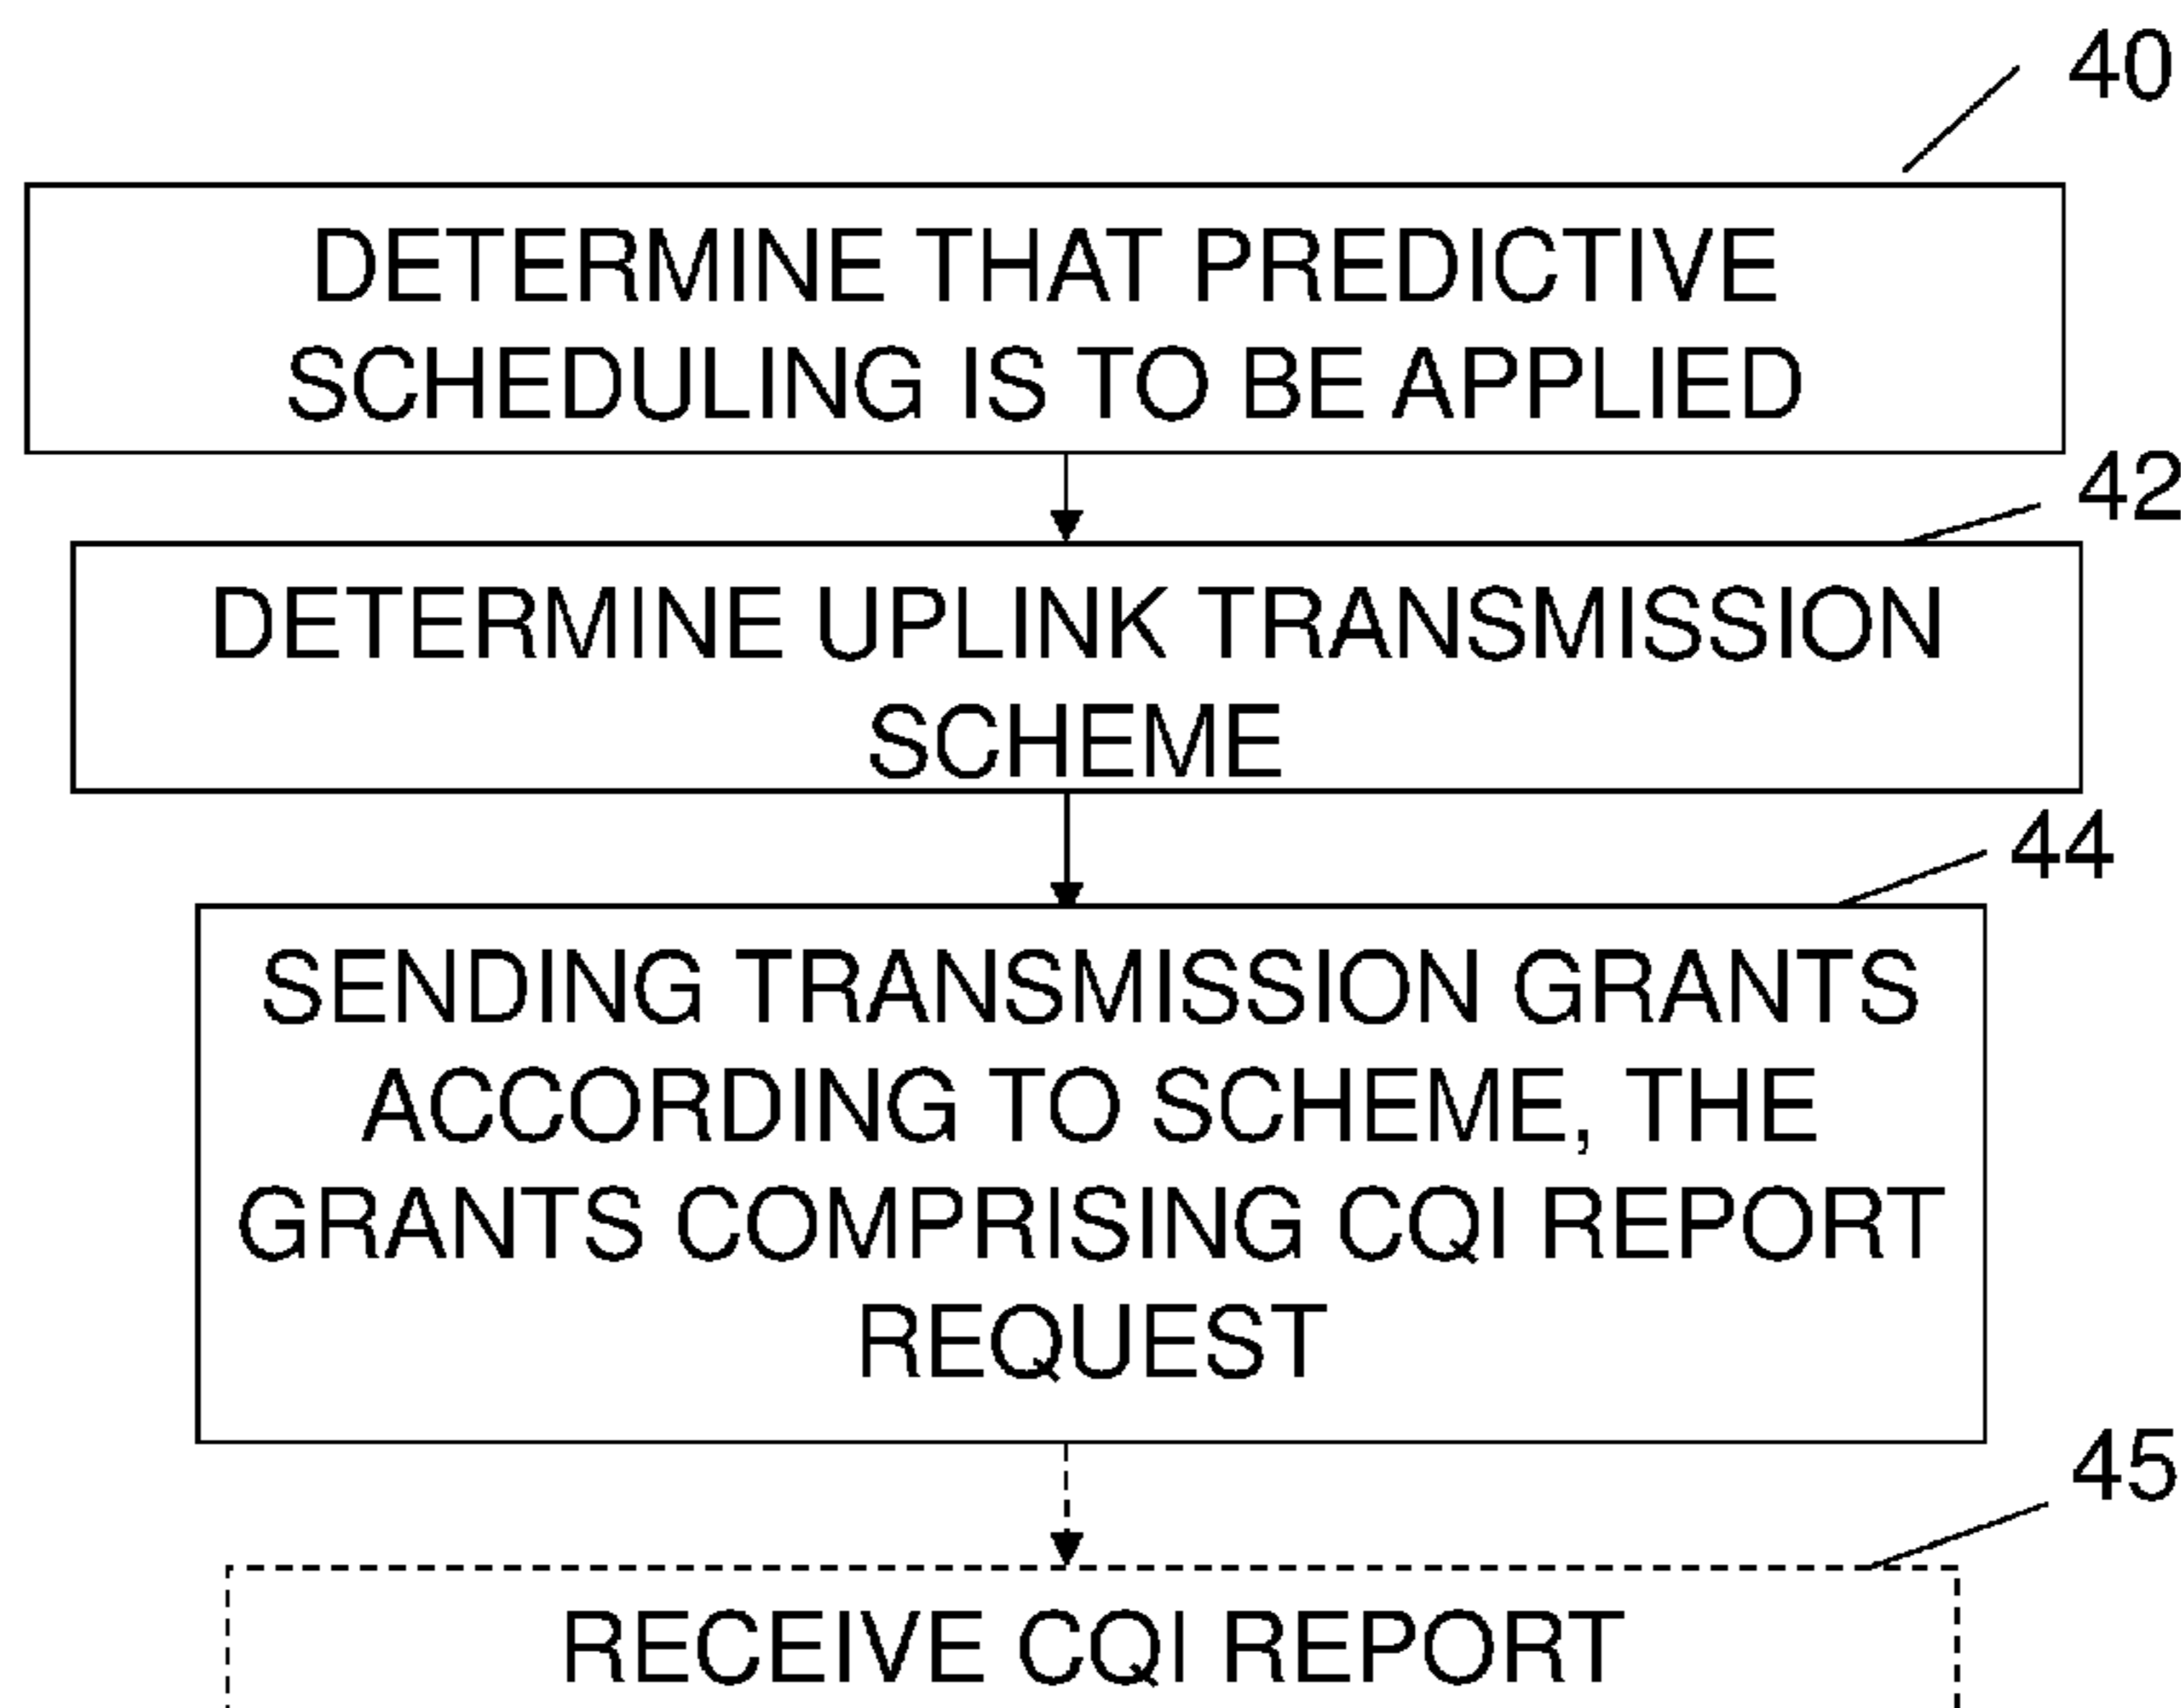 40
DETERMINE THAT PREDICTIVE
SCHEDULING IS TO BE APPLIED
42
DETERMINE UPLINK TRANSMISSION
SCHEME
44
SENDING TRANSMISSION GRANTS
ACCORDING TO SCHEME, THE
GRANTS COMPRISING CQI REPORT
REQUEST
45
RECEIVE CQI REPORT